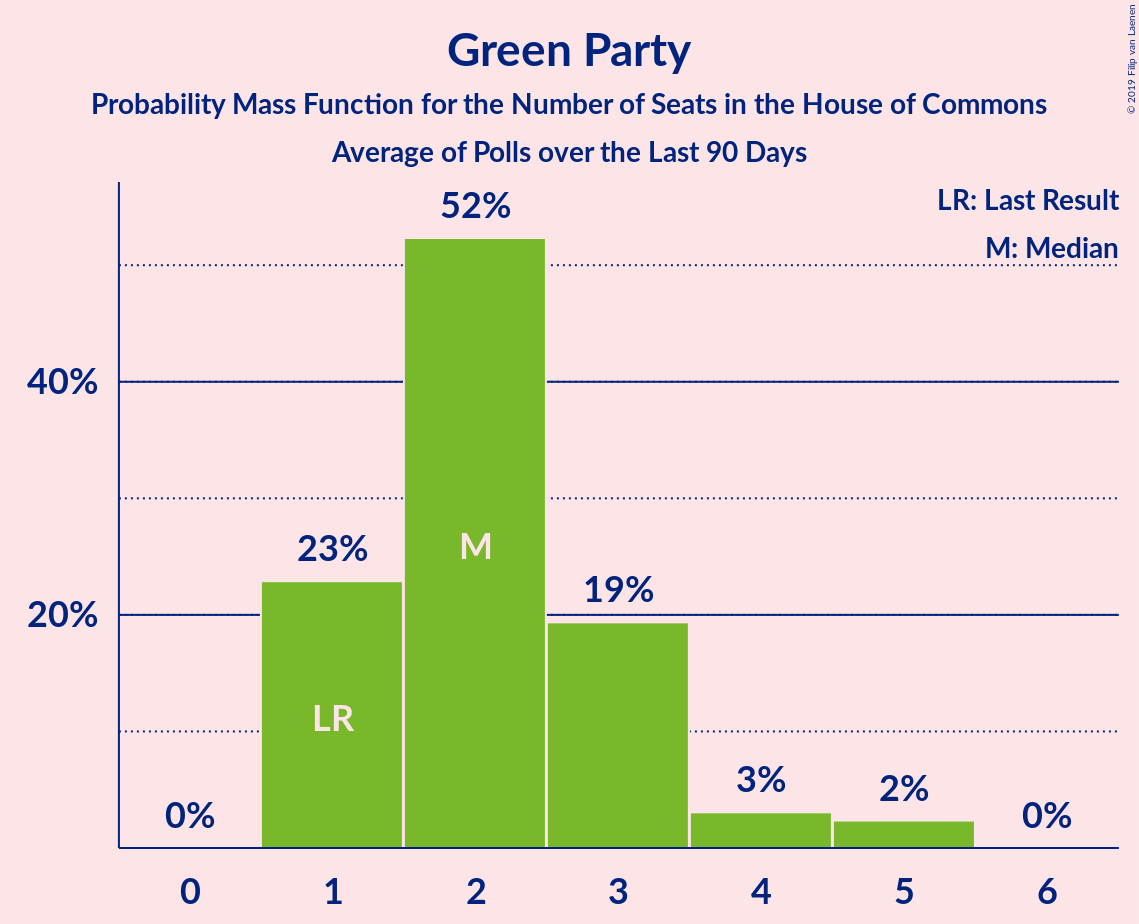 Green Party
Probability Mass Function for the Number of Seats in the House of Commons
Average of Polls over the Last 90 Days
© 2019 Filip van Laenen
LR: Last Result
M: Median
52%
40%
23%
M
19%
20%
LR
0%
3%
2%
0%
0 1 2 3 4 5 6